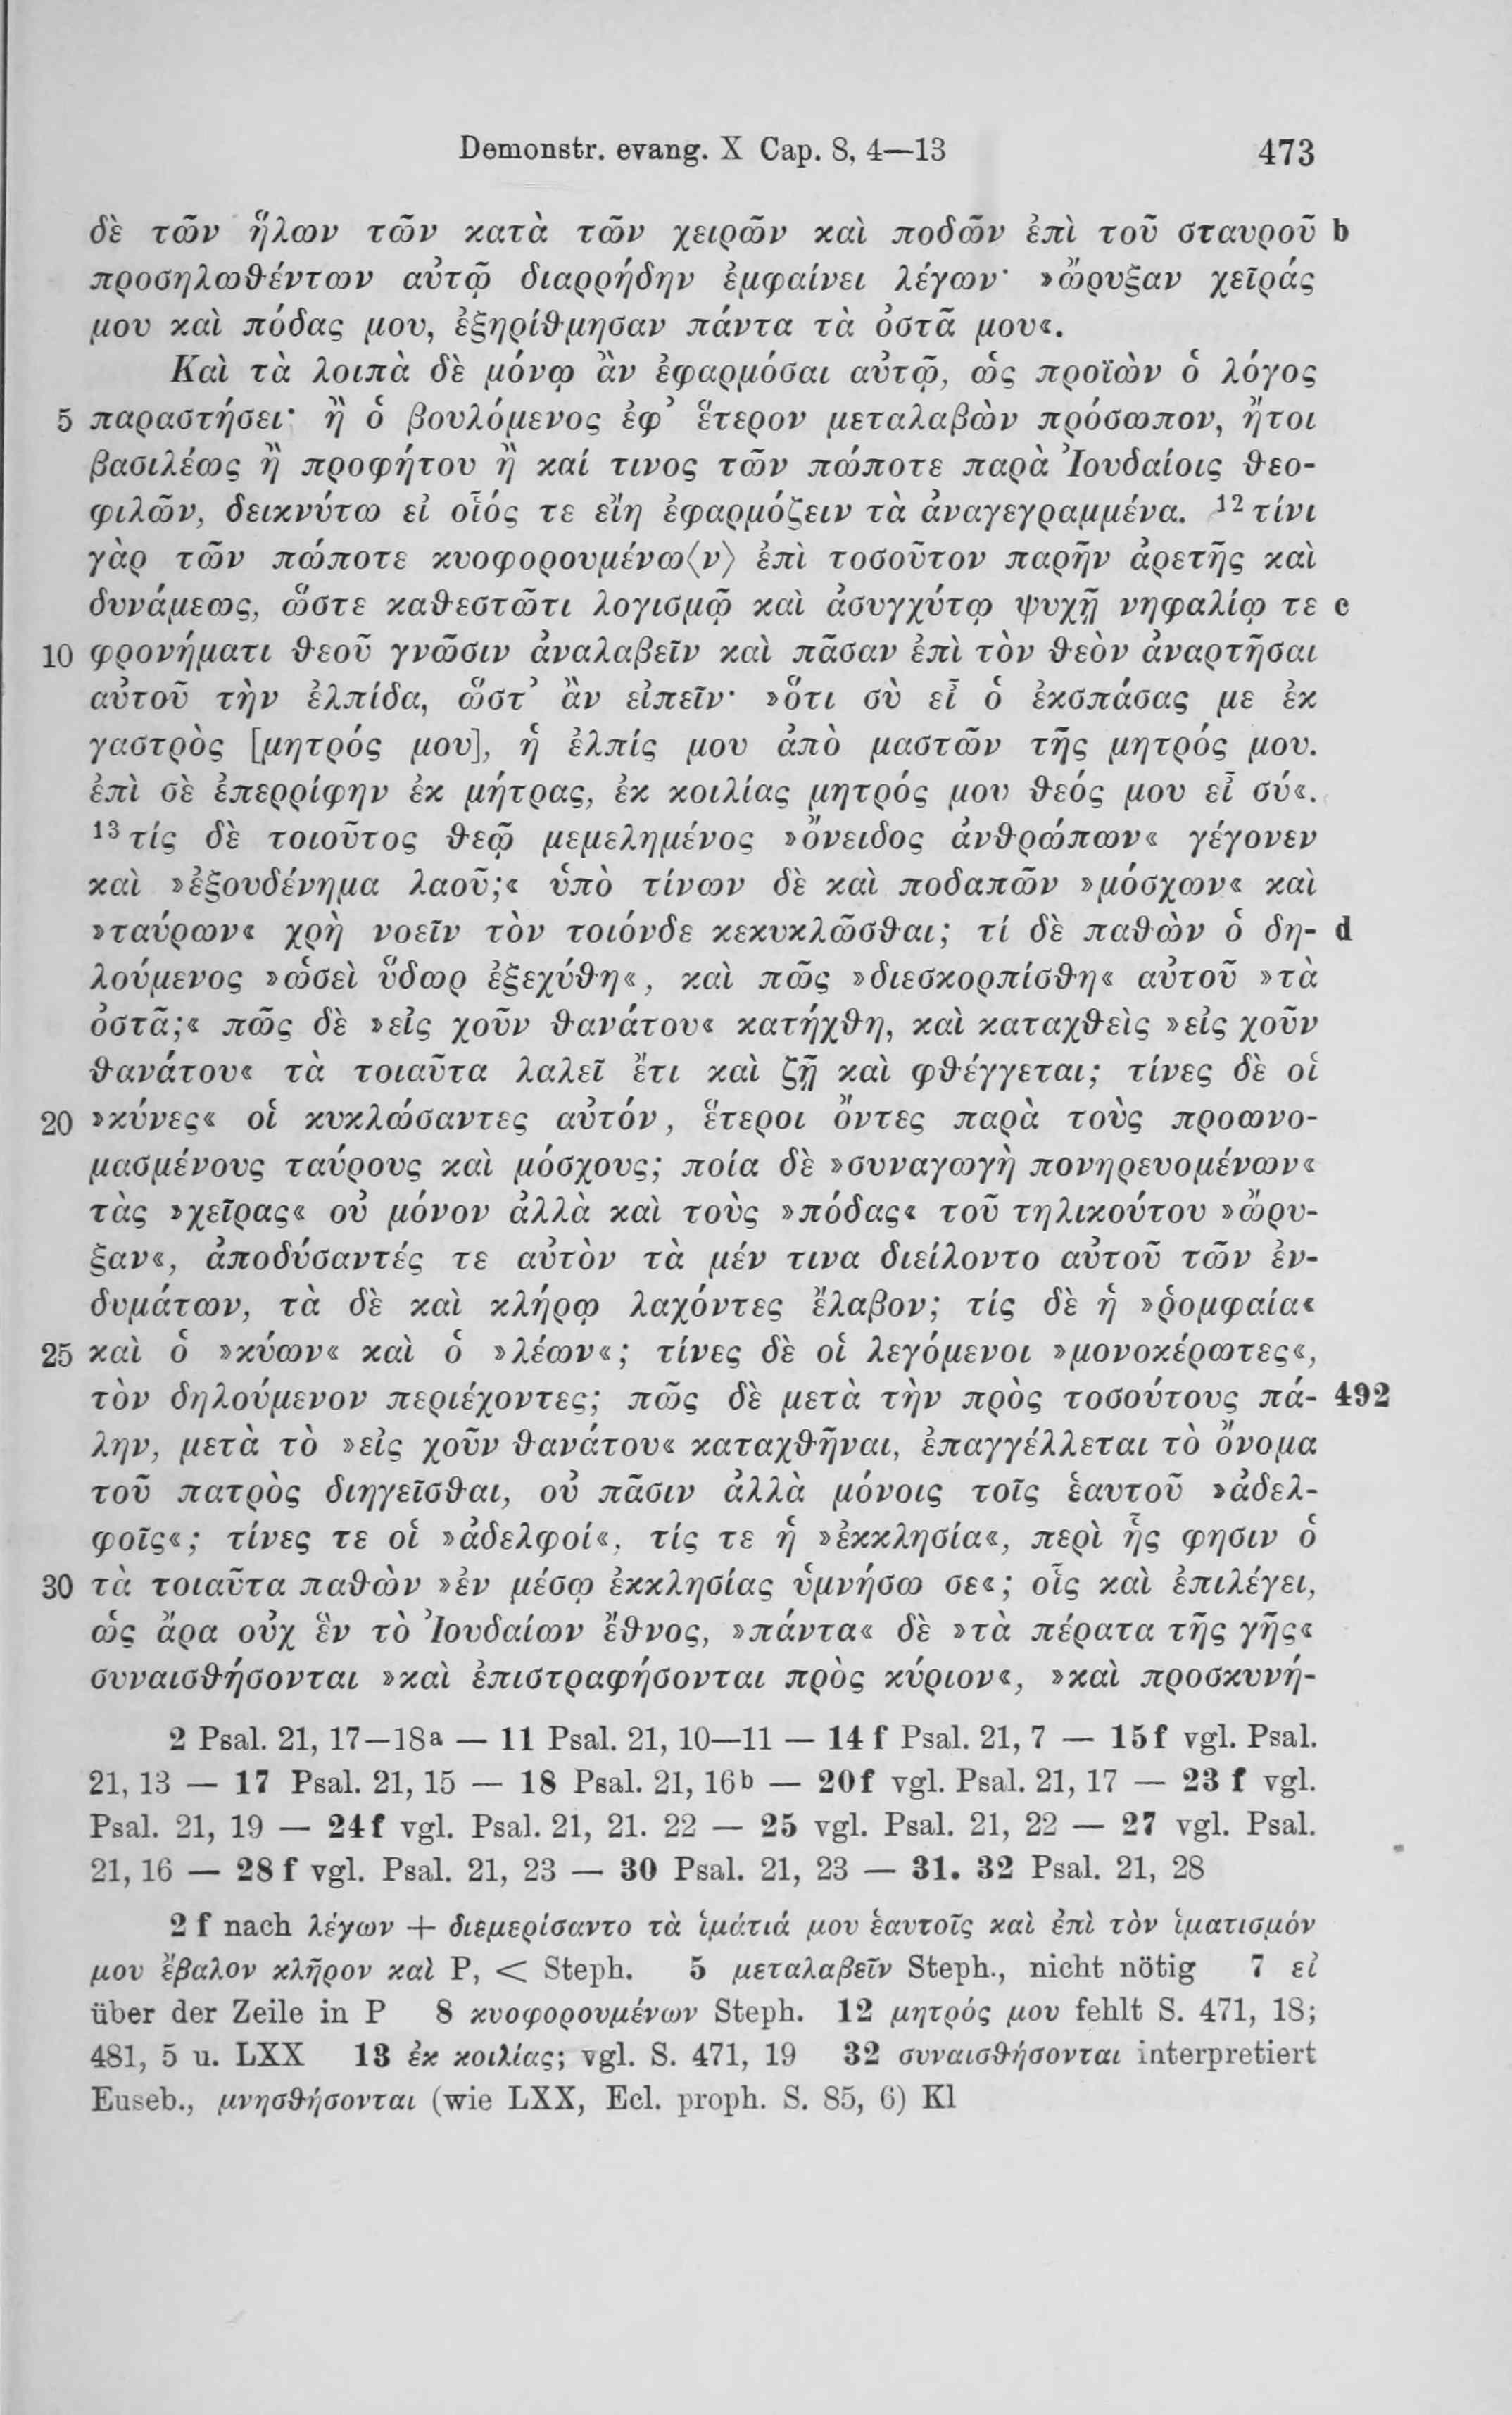 Demonstr. evang. X Cap. 8, 4—13 473
δὲ τῶν ἥλων τῶν κατὰ τῶν χειρῶν καὶ ποδῶν ἐπὶ τοῦ σταυροῦ b
προσηλωθέντων αὐτῷ διαρρήδην ἐμφαίνει λέγων· »ὤρυξαν χεῖράς
μου καὶ πόδας μου, ἐξηρίθμησαν πάντα τὰ ὀστᾶ μου«.
Καὶ τὰ λοιπὰ δὲ μόνῳ ἂν ἐφαρμόσαι αὐτῷ, ὡς προϊὼν ὁ λόγος
5 παραστήσει· ἢ ὁ βουλόμενος ἐφ’ ἕτερον μεταλαβὼν πρόσωπον, ἤτοι
βασιλέως ἢ προφήτου ἢ καί τινος τῶν πώποτε παρὰ Ἰουδαίοις θεο-
φιλῶν, δεικνύτω εἰ οἷός τε εἴη ἐφαρμόζειν τὰ ἀναγεγραμμένα. ¹²τίνι
γὰρ τῶν πώποτε κυοφορουμένω⟨ν⟩ ἐπὶ τοσοῦτον παρῆν ἀρετῆς καὶ
δυνάμεως, ὥστε καθεστῶτι λογισμῷ καὶ ἀσυγχύτῳ ψυχῇ νηφαλίῳ τε c
10 φρονήματι θεοῦ γνῶσιν ἀναλαβεῖν καὶ πᾶσαν ἐπὶ τὸν θεὸν ἀναρτῆσαι
αὐτοῦ τὴν ἐλπίδα, ὥστ’ ἂν εἰπεῖν· »ὅτι σὺ εἶ ὁ ἐκσπάσας με ἐκ
γαστρὸς [μητρός μου], ἡ ἐλπίς μου ἀπὸ μαστῶν τῆς μητρός μου.
ἐπὶ σὲ ἐπερρίφην ἐκ μήτρας, ἐκ κοιλίας μητρός μου θεός μου εἶ σύ«.
¹³τίς δὲ τοιοῦτος θεῷ μεμελημένος »ὄνειδος ἀνθρώπων« γέγονεν
καὶ »ἐξουδένημα λαοῦ;« ὑπὸ τίνων δὲ καὶ ποδαπῶν »μόσχων« καὶ
»ταύρων« χρὴ νοεῖν τὸν τοιόνδε κεκυκλῶσθαι; τί δὲ παθὼν ὁ δη- d
λούμενος »ὡσεὶ ὕδωρ ἐξεχύθη«, καὶ πῶς »διεσκορπίσθη« αὐτοῦ »τὰ
ὀστᾶ;« πῶς δὲ »εἰς χοῦν θανάτου« κατήχθη, καὶ καταχθεὶς »εἰς χοῦν
θανάτου« τὰ τοιαῦτα λαλεῖ ἔτι καὶ ζῇ καὶ φθέγγεται; τίνες δὲ οἱ
20 »κύνες« οἱ κυκλώσαντες αὐτόν, ἕτεροι ὄντες παρὰ τοὺς προωνο-
μασμένους ταύρους καὶ μόσχους; ποία δὲ »συναγωγὴ πονηρευομένων«
τὰς »χεῖρας« οὐ μόνον ἀλλὰ καὶ τοὺς »πόδας« τοῦ τηλικούτου »ὤρυ-
ξαν«, ἀποδύσαντές τε αὐτὸν τὰ μέν τινα διείλοντο αὐτοῦ τῶν ἐν-
δυμάτων, τὰ δὲ καὶ κλήρῳ λαχόντες ἔλαβον; τίς δὲ ἡ »ῥομφαία«
25 καὶ ὁ »κύων« καὶ ὁ »λέων«; τίνες δὲ οἱ λεγόμενοι »μονοκέρωτες«,
τὸν δηλούμενον περιέχοντες; πῶς δὲ μετὰ τὴν πρὸς τοσούτους πά- 492
λην, μετὰ τὸ »εἰς χοῦν θανάτου« καταχθῆναι, ἐπαγγέλλεται τὸ ὄνομα
τοῦ πατρὸς διηγεῖσθαι, οὐ πᾶσιν ἀλλὰ μόνοις τοῖς ἑαυτοῦ »ἀδελ-
φοῖς«; τίνες τε οἱ »ἀδελφοί«, τίς τε ἡ »ἐκκλησία«, περὶ ἧς φησιν ὁ
30 τὰ τοιαῦτα παθὼν »ἐν μέσῳ ἐκκλησίας ὑμνήσω σε«; οἷς καὶ ἐπιλέγει,
ὡς ἄρα οὐχ ἓν τὸ Ἰουδαίων ἔθνος, »πάντα« δὲ »τὰ πέρατα τῆς γῆς«
συναισθήσονται »καὶ ἐπιστραφήσονται πρὸς κύριον«, »καὶ προσκυνή-
2 Psal. 21, 17—18a — 11 Psal. 21, 10—11 — 14 f Psal. 21, 7 — 15 f vgl. Psal.
21, 13 — 17 Psal. 21, 15 — 18 Psal. 21, 16b — 20 f vgl. Psal. 21, 17 — 23 f vgl.
Psal. 21, 19 — 24 f vgl. Psal. 21, 21. 22 — 25 vgl. Psal. 21, 22 — 27 vgl. Psal.
21, 16 — 28 f vgl. Psal. 21, 23 — 30 Psal. 21, 23 — 31. 32 Psal. 21, 28
2 f nach λέγων + διεμερίσαντο τὰ ἱμάτιά μου ἑαυτοῖς καὶ ἐπὶ τὸν ἱματισμόν
μου ἔβαλον κλῆρον καὶ P, < Steph. 5 μεταλαβεῖν Steph., nicht nötig 7 εἰ
über der Zeile in P 8 κυοφορουμένων Steph. 12 μητρός μου fehlt S. 471, 18;
481, 5 u. LXX 13 ἐκ κοιλίας; vgl. S. 471, 19 32 συναισθήσονται interpretiert
Euseb., μνησθήσονται (wie LXX, Ecl. proph. S. 85, 6) Kl